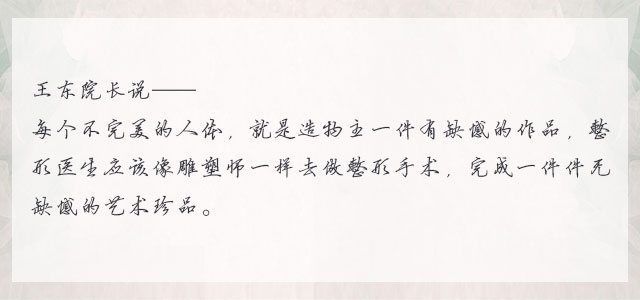 王东院长说——
每个不完美的人体，就是造物主一件有缺憾的作品，整
形医生应该像雕塑师一样去做整形手术，完成一件件无
缺憾的艺术珍品。